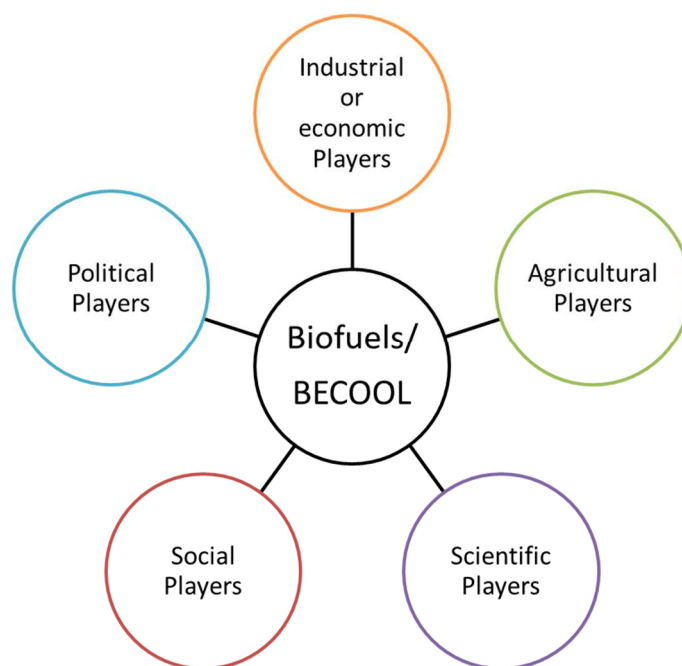 Industrial
or
economic
Players
Political
Players
Agricultural
Players
Biofuels/
BECOOL
Social
Players
Scientific
Players